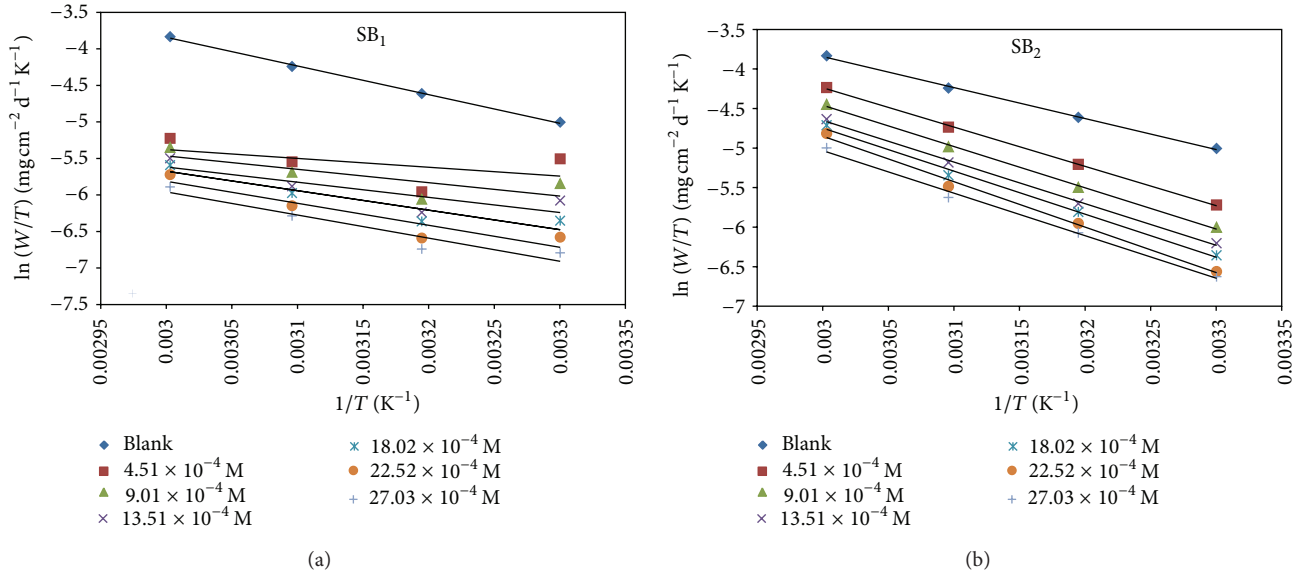 SB₁
ln (W/T) (mg cm⁻² d⁻¹ K⁻¹)
−3.5
−4
−4.5
−5
−5.5
−6
−6.5
−7
−7.5
0.00295
0.003
0.00305
0.0031
0.00315
0.0032
0.00325
0.0033
0.00335
1/T (K⁻¹)
Blank
4.51 × 10⁻⁴ M
9.01 × 10⁻⁴ M
13.51 × 10⁻⁴ M
18.02 × 10⁻⁴ M
22.52 × 10⁻⁴ M
27.03 × 10⁻⁴ M
(a)
SB₂
ln (W/T) (mg cm⁻² d⁻¹ K⁻¹)
−3.5
−4
−4.5
−5
−5.5
−6
−6.5
−7
0.00295
0.003
0.00305
0.0031
0.00315
0.0032
0.00325
0.0033
0.00335
1/T (K⁻¹)
Blank
4.51 × 10⁻⁴ M
9.01 × 10⁻⁴ M
13.51 × 10⁻⁴ M
18.02 × 10⁻⁴ M
22.52 × 10⁻⁴ M
27.03 × 10⁻⁴ M
(b)